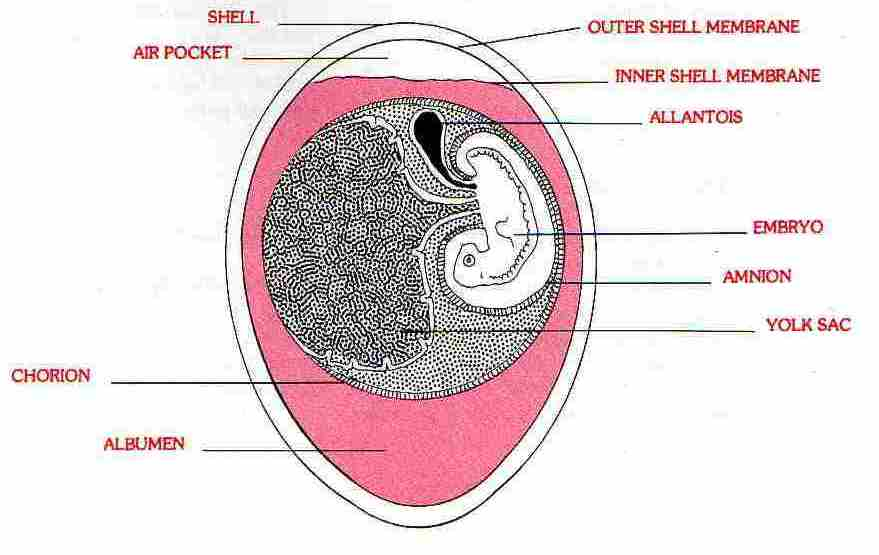 SHELL
OUTER SHELL MEMBRANE
AIR POCKET
INNER SHELL MEMBRANE
ALLANTOIS
EMBRYO
AMNION
YOLK SAC
CHORION
ALBUMEN